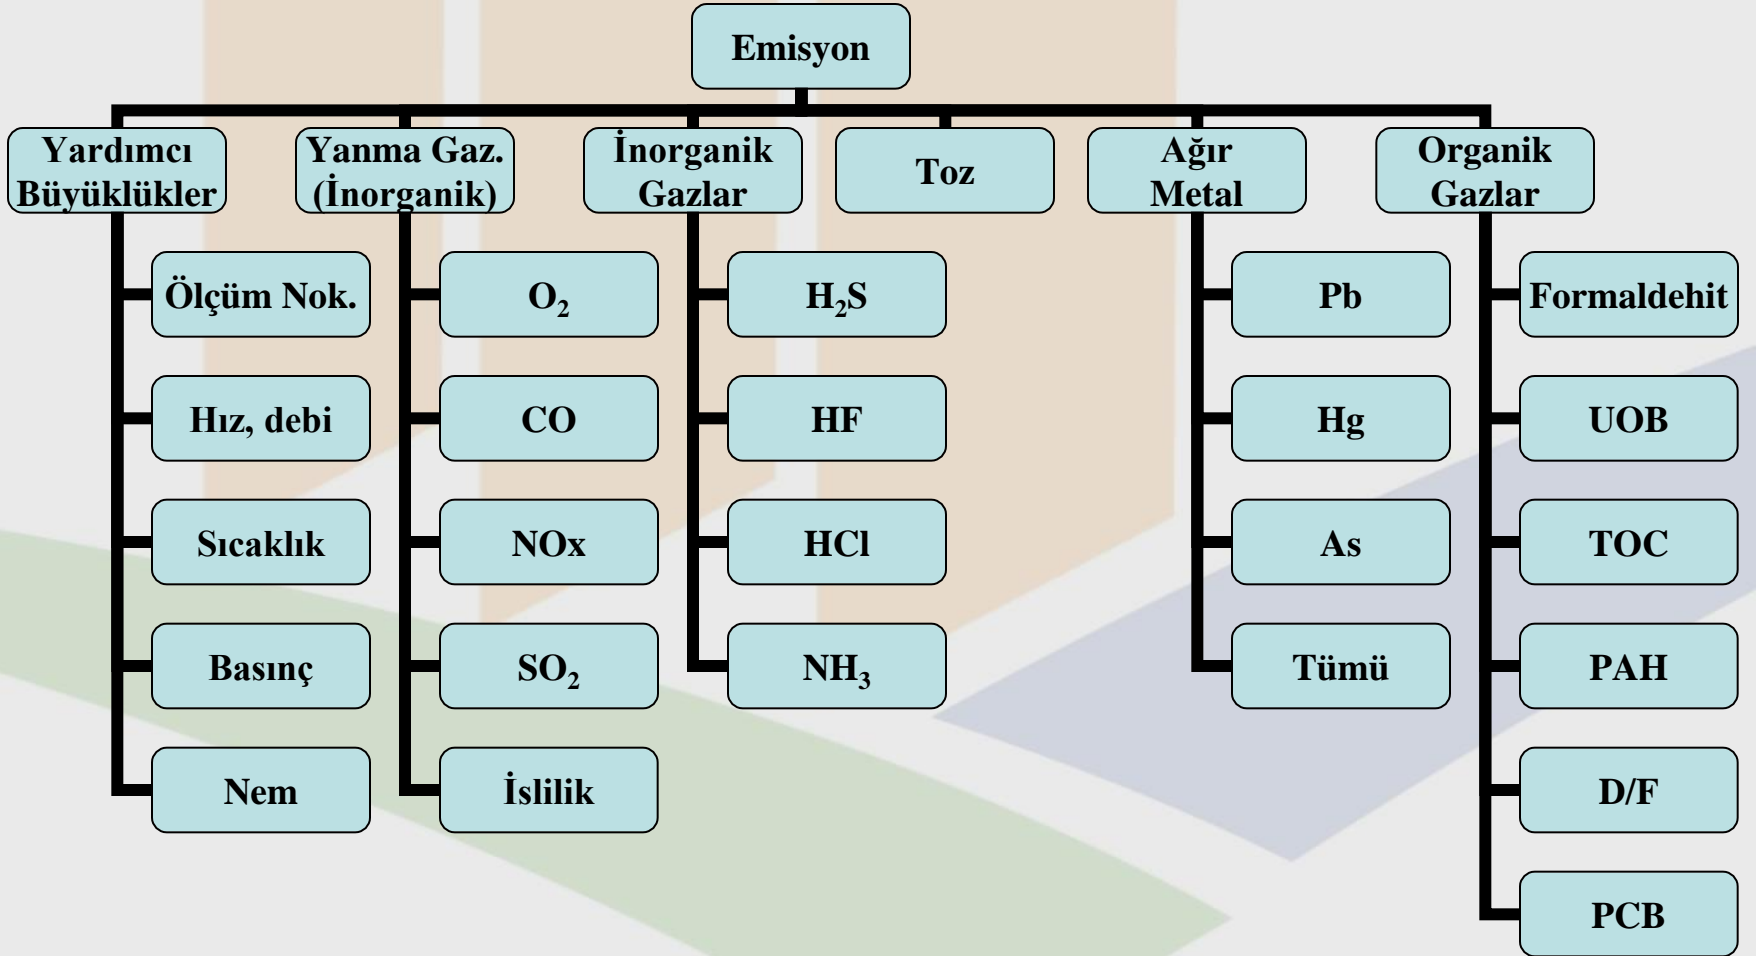 Emisyon
Yardımcı
Büyüklükler
Yanma Gaz.
(İnorganik)
İnorganik
Gazlar
Toz
Ağır
Metal
Organik
Gazlar
Ölçüm Nok.
Hız, debi
Sıcaklık
Basınç
Nem
O₂
CO
NOx
SO₂
İslilik
H₂S
HF
HCl
NH₃
Pb
Hg
As
Tümü
Formaldehit
UOB
TOC
PAH
D/F
PCB